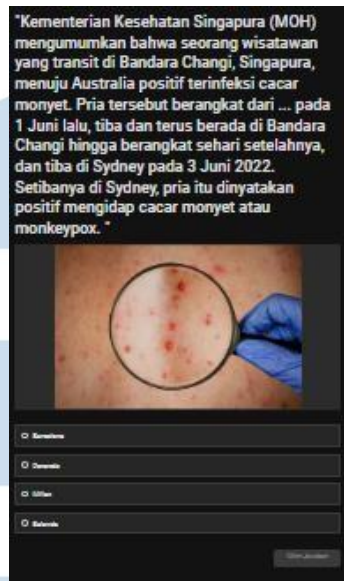 "Kementerian Kesehatan Singapura (MOH)
mengumumkan bahwa seorang wisatawan
yang transit di Bandara Changi, Singapura,
menuju Australia positif terinfeksi cacar
monyet. Pria tersebut berangkat dari ... pada
1 Juni lalu, tiba dan terus berada di Bandara
Changi hingga berangkat sehari setelahnya,
dan tiba di Sydney pada 3 Juni 2022.
Setibanya di Sydney, pria itu dinyatakan
positif mengidap cacar monyet atau
monkeypox. "
Barcelona